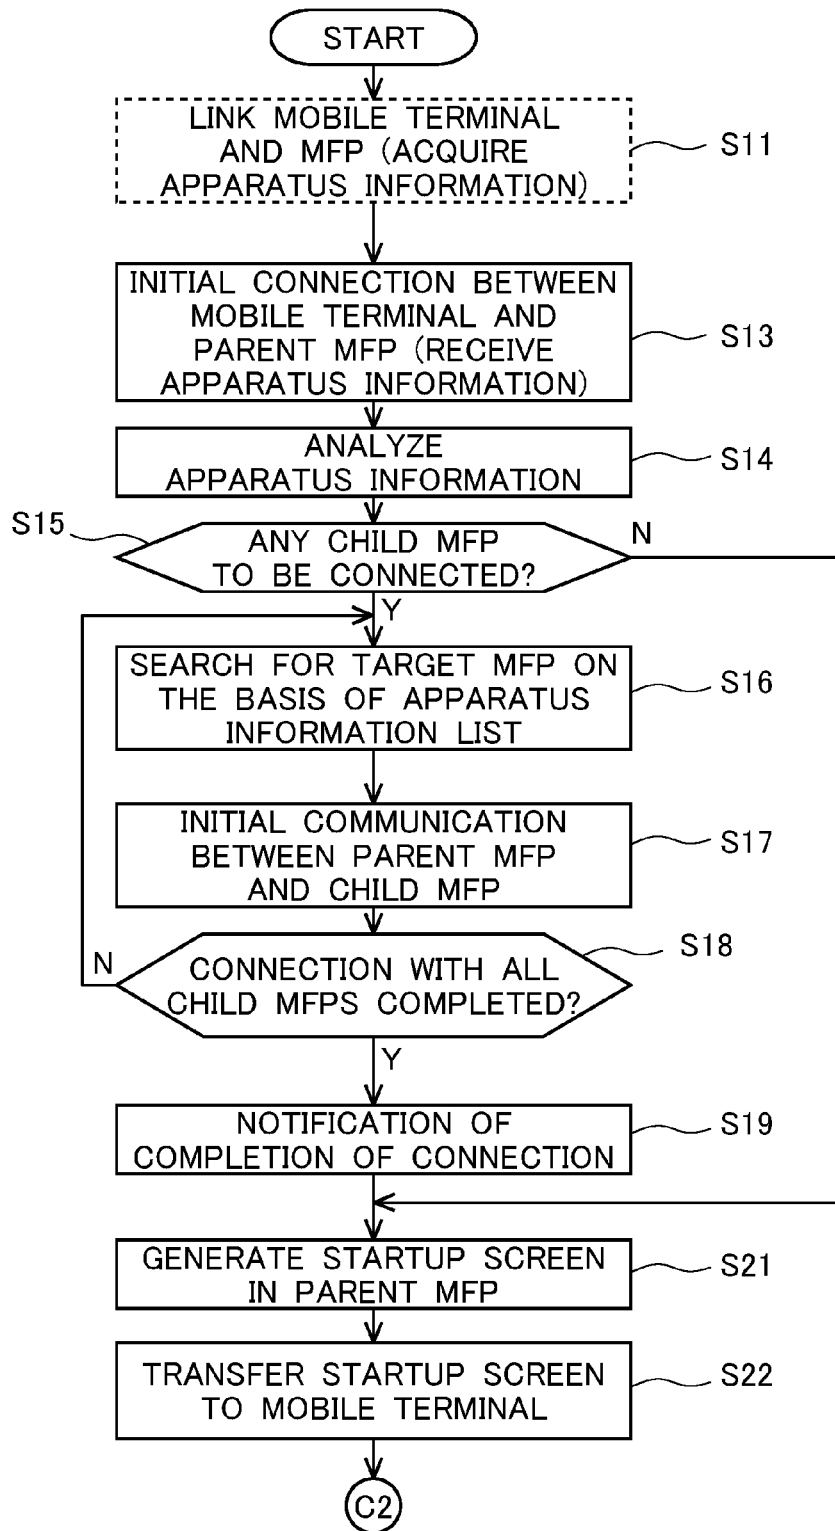 START
LINK MOBILE TERMINAL
AND MFP (ACQUIRE
APPARATUS INFORMATION)
S11
INITIAL CONNECTION BETWEEN
MOBILE TERMINAL AND
PARENT MFP (RECEIVE
APPARATUS INFORMATION)
S13
ANALYZE
APPARATUS INFORMATION
S14
S15
ANY CHILD MFP
TO BE CONNECTED?
N
Y
SEARCH FOR TARGET MFP ON
THE BASIS OF APPARATUS
INFORMATION LIST
S16
INITIAL COMMUNICATION
BETWEEN PARENT MFP
AND CHILD MFP
S17
N
CONNECTION WITH ALL
CHILD MFPS COMPLETED?
S18
Y
NOTIFICATION OF
COMPLETION OF CONNECTION
S19
GENERATE STARTUP SCREEN
IN PARENT MFP
S21
TRANSFER STARTUP SCREEN
TO MOBILE TERMINAL
S22
C2